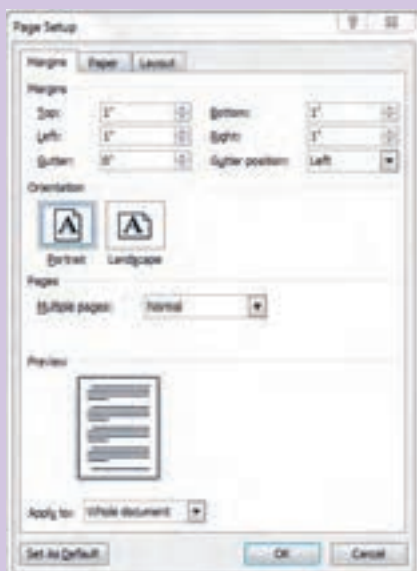 Page Setup
Margins Paper Layout
Margins
Top: 1" Bottom: 1"
Left: 1" Right: 1"
Gutter: 0" Gutter position: Left
Orientation
A A
Portrait Landscape
Pages
Multiple pages: Normal
Preview
Apply to: Whole document
Set As Default OK Cancel